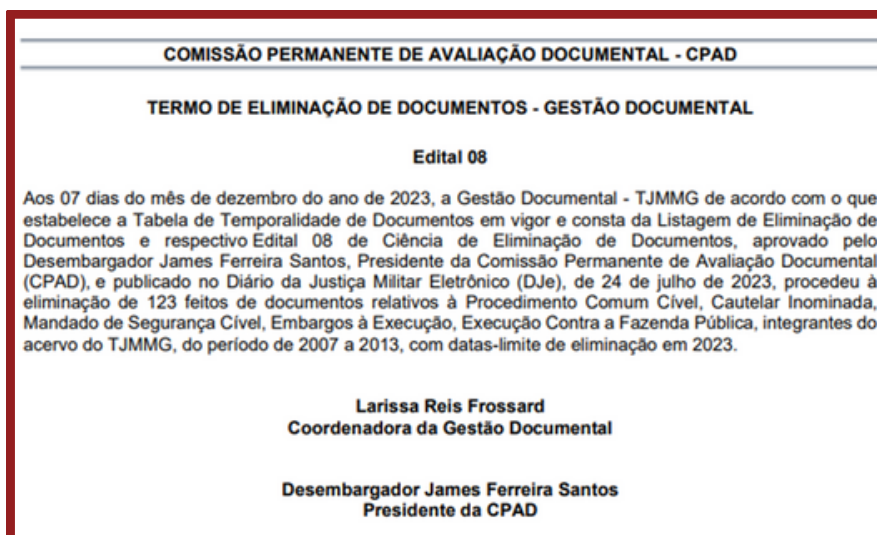 COMISSÃO PERMANENTE DE AVALIAÇÃO DOCUMENTAL - CPAD
TERMO DE ELIMINAÇÃO DE DOCUMENTOS - GESTÃO DOCUMENTAL
Edital 08
Aos 07 dias do mês de dezembro do ano de 2023, a Gestão Documental - TJMMG de acordo com o que
estabelece a Tabela de Temporalidade de Documentos em vigor e consta da Listagem de Eliminação de
Documentos e respectivo Edital 08 de Ciência de Eliminação de Documentos, aprovado pelo
Desembargador James Ferreira Santos, Presidente da Comissão Permanente de Avaliação Documental
(CPAD), e publicado no Diário da Justiça Militar Eletrônico (DJe), de 24 de julho de 2023, procedeu à
eliminação de 123 feitos de documentos relativos à Procedimento Comum Cível, Cautelar Inominada,
Mandado de Segurança Cível, Embargos à Execução, Execução Contra a Fazenda Pública, integrantes do
acervo do TJMMG, do período de 2007 a 2013, com datas-limite de eliminação em 2023.
Larissa Reis Frossard
Coordenadora da Gestão Documental
Desembargador James Ferreira Santos
Presidente da CPAD